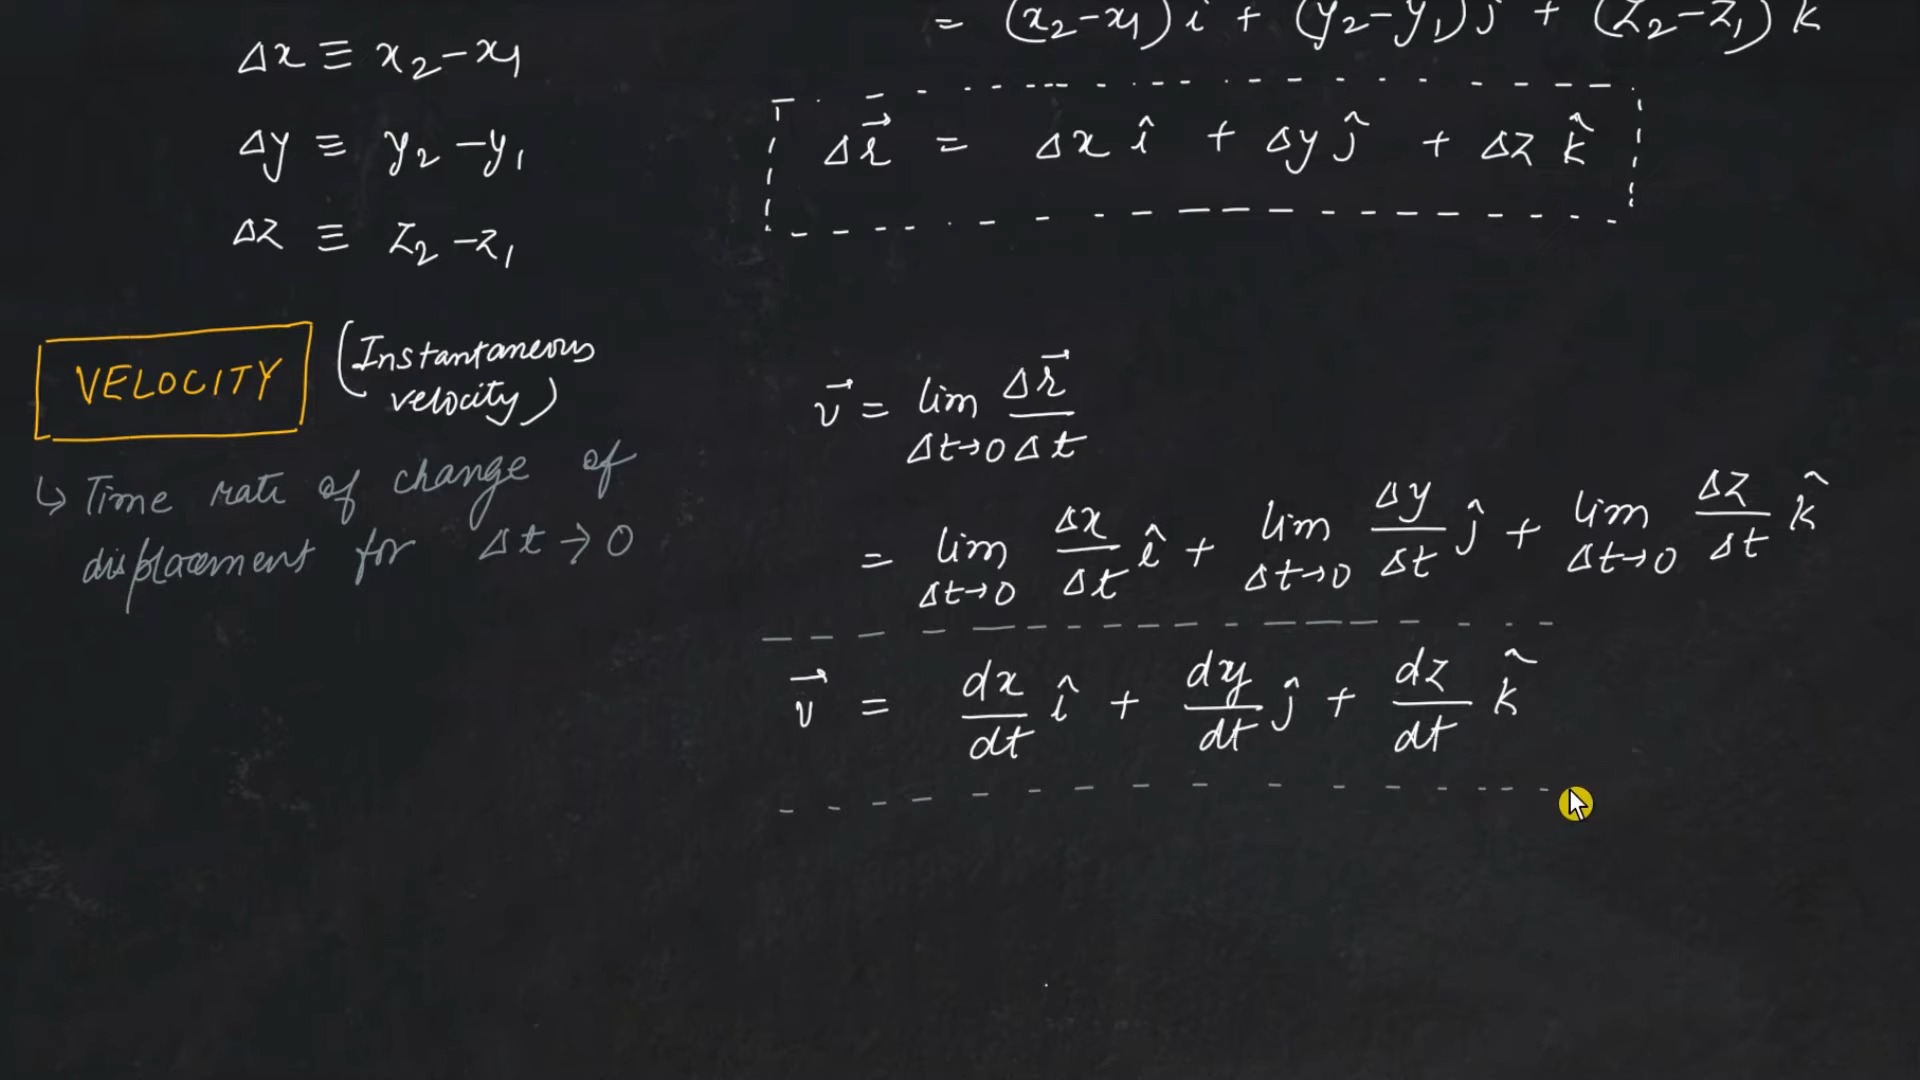 = (x₂-x₁) î + (y₂-y₁) ĵ + (z₂-z₁) k
Δx ≡ x₂-x₁
Δy ≡ y₂-y₁
Δz ≡ z₂-z₁
Δr⃗ = Δx î + Δy ĵ + Δz k̂
VELOCITY (Instantaneous
velocity)
↳ Time rate of change of
displacement for Δt→0
v⃗ = lim Δt→0 Δr⃗/Δt
= lim Δt→0 Δx/Δt î + lim Δt→0 Δy/Δt ĵ + lim Δt→0 Δz/Δt k̂
v⃗ = dx/dt î + dy/dt ĵ + dz/dt k̂